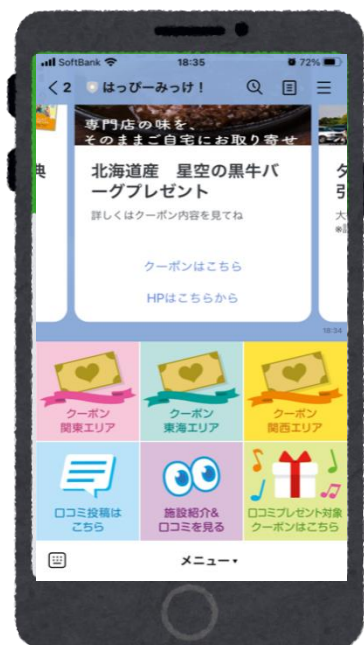 SoftBank
18:35
72%
2
はっぴーみっけ！
専門店の味を、
そのままご自宅にお取り寄せ
典
北海道産 星空の黒牛バ
ーグプレゼント
詳しくはクーポン内容を見てね
クーポンはこちら
HPはこちらから
引
大
18:34
クーポン
関東エリア
クーポン
東海エリア
クーポン
関西エリア
口コミ投稿は
こちら
施設紹介&
口コミを見る
口コミプレゼント対象
クーポンはこちら
メニュー▾